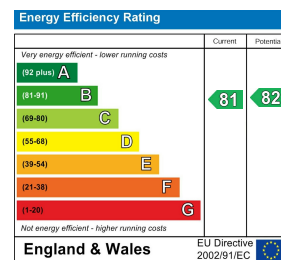 Energy Efficiency Rating
Current Potentia
Very energy efficient - lower running costs
(92 plus) A
(81-91) B
81 82
(69-80) C
(55-68) D
(39-54) E
(21-38) F
(1-20) G
Not energy efficient - higher running costs
England & Wales
EU Directive
2002/91/EC